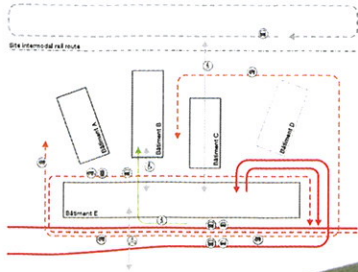 Site intermodal rail route
Bâtiment A
Bâtiment B
Bâtiment C
Bâtiment D
Bâtiment E